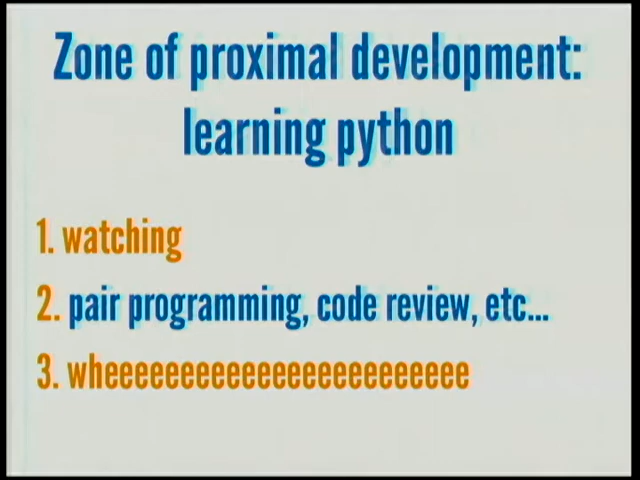 Zone of proximal development:
learning python
1. watching
2. pair programming, code review, etc...
3. wheeeeeeeeeeeeeeeeeeeeeeee